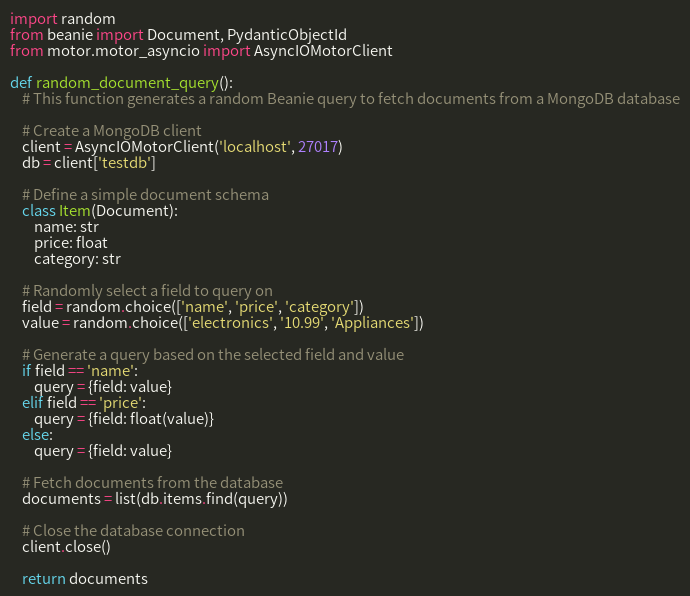 import random
from beanie import Document, PydanticObjectId
from motor.motor_asyncio import AsyncIOMotorClient

def random_document_query():
    # This function generates a random Beanie query to fetch documents from a MongoDB database

    # Create a MongoDB client
    client = AsyncIOMotorClient('localhost', 27017)
    db = client['testdb']

    # Define a simple document schema
    class Item(Document):
        name: str
        price: float
        category: str

    # Randomly select a field to query on
    field = random.choice(['name', 'price', 'category'])
    value = random.choice(['electronics', '10.99', 'Appliances'])

    # Generate a query based on the selected field and value
    if field == 'name':
        query = {field: value}
    elif field == 'price':
        query = {field: float(value)}
    else:
        query = {field: value}

    # Fetch documents from the database
    documents = list(db.items.find(query))

    # Close the database connection
    client.close()

    return documents